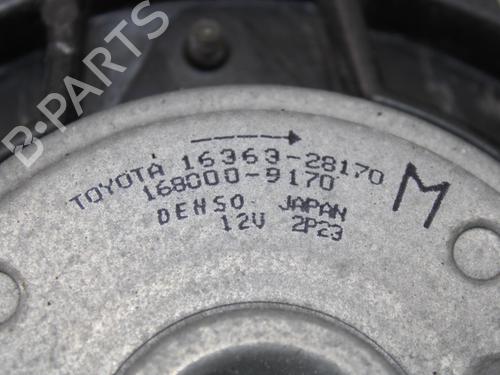 B-PARTS
TOYOTA 16363-28170
168000-9170
M
DENSO JAPAN
12V 2P23